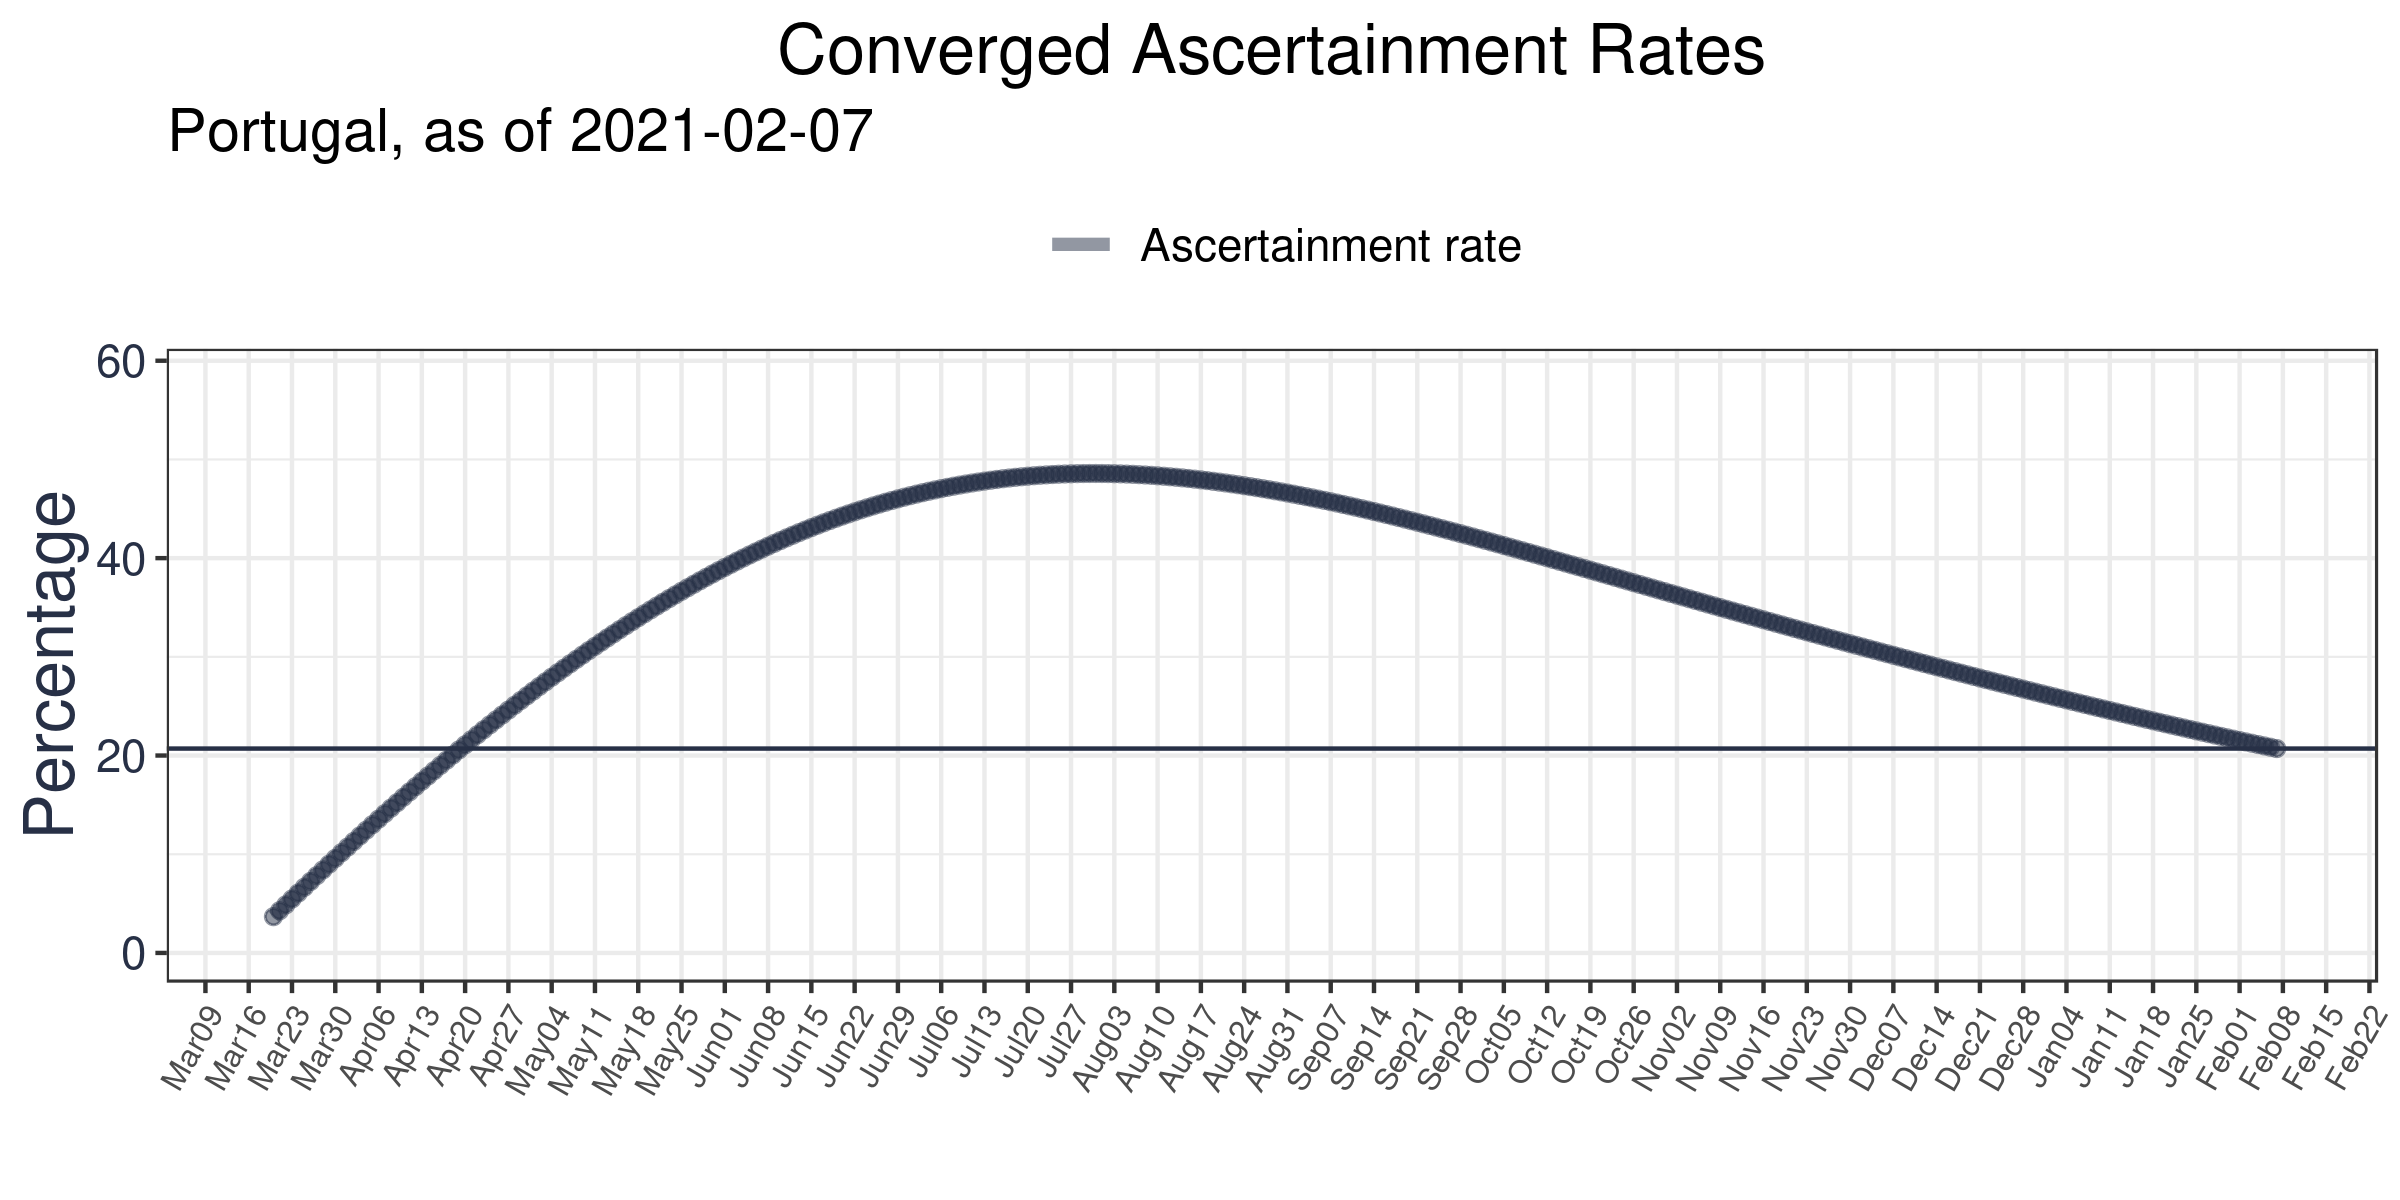 Converged Ascertainment Rates
Portugal, as of 2021-02-07
Ascertainment rate
Percentage
60
40
20
0
Mar09 Mar16 Mar23 Mar30 Apr06 Apr13 Apr20 Apr27 May04 May11 May18 May25 Jun01 Jun08 Jun15 Jun22 Jun29 Jul06 Jul13 Jul20 Jul27 Aug03 Aug10 Aug17 Aug24 Aug31 Sep07 Sep14 Sep21 Sep28 Oct05 Oct12 Oct19 Oct26 Nov02 Nov09 Nov16 Nov23 Nov30 Dec07 Dec14 Dec21 Dec28 Jan04 Jan11 Jan18 Jan25 Feb01 Feb08 Feb15 Feb22